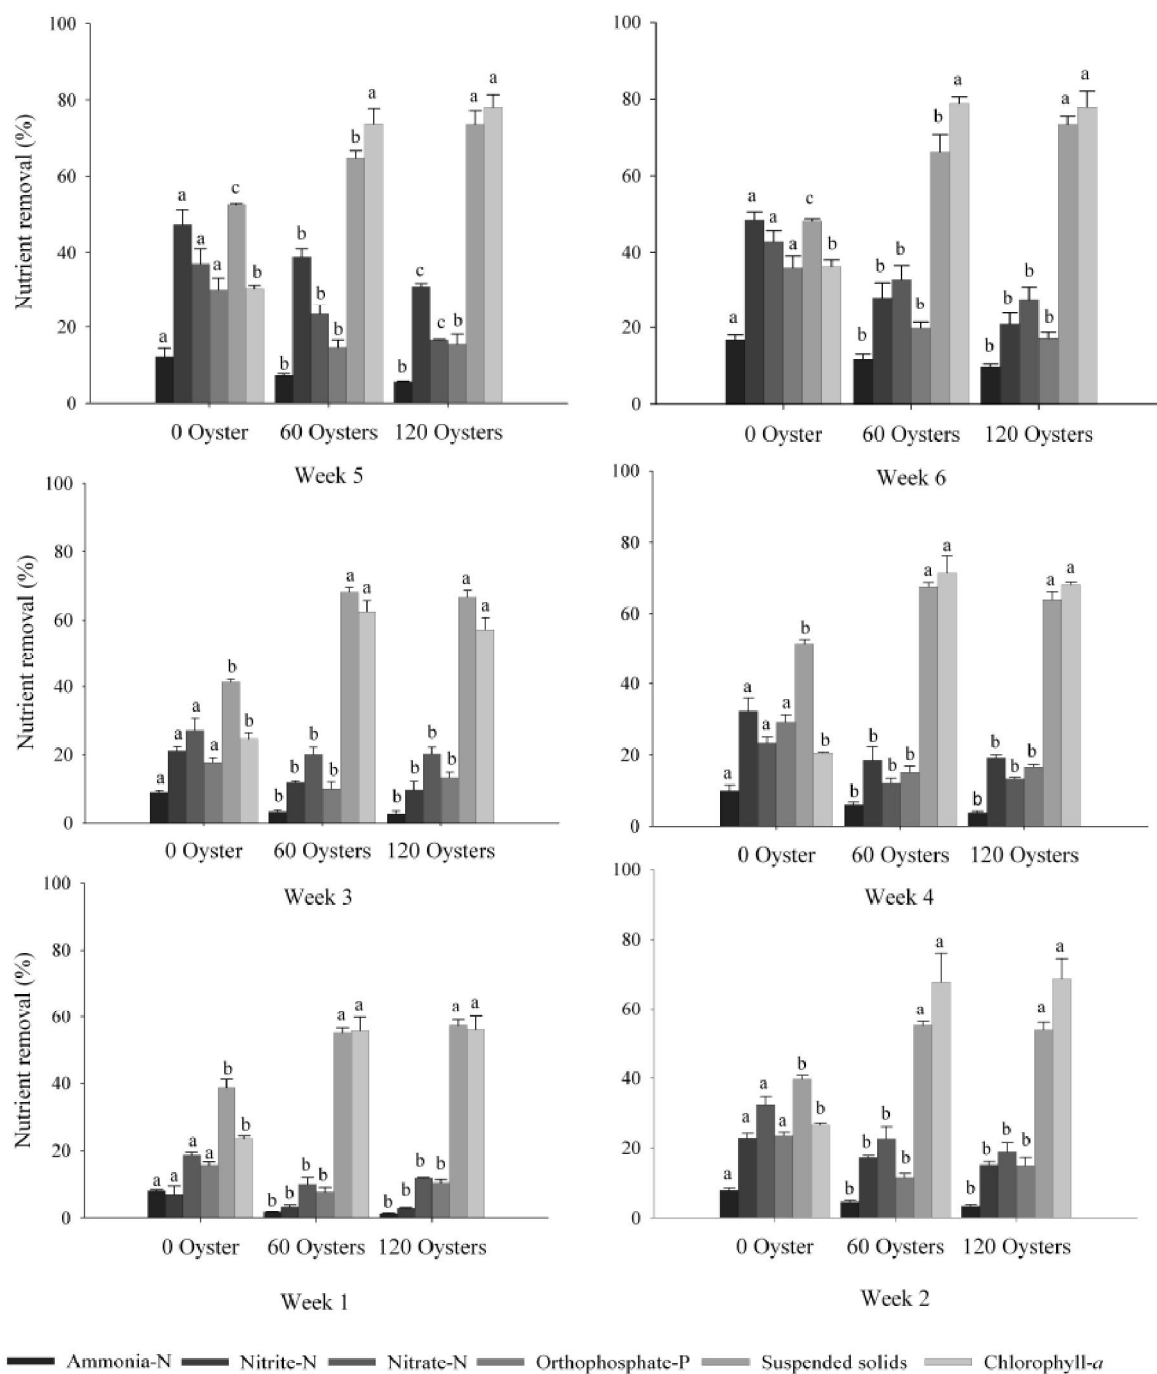 100
80
60
40
20
0
Nutrient removal (%)
a
a
a
a
c
b
b
b
b
b
b
a
b
c
c
b
a
a
0 Oyster 60 Oysters 120 Oysters
Week 5
100
80
60
40
20
0
a
a
a
a
c
b
b
b
b
b
b
a
b
b
b
b
a
a
0 Oyster 60 Oysters 120 Oysters
Week 6
100
80
60
40
20
0
Nutrient removal (%)
a
a
a
a
b
b
b
b
b
b
a
a
b
b
b
b
a
a
0 Oyster 60 Oysters 120 Oysters
Week 3
100
80
60
40
20
0
a
a
a
a
b
b
b
b
b
b
a
a
b
b
b
b
a
a
0 Oyster 60 Oysters 120 Oysters
Week 4
100
80
60
40
20
0
Nutrient removal (%)
a
a
a
a
b
b
b
b
b
b
a
a
b
b
b
b
a
a
0 Oyster 60 Oysters 120 Oysters
Week 1
100
80
60
40
20
0
a
a
a
a
b
b
b
b
b
b
a
a
b
b
b
b
a
a
0 Oyster 60 Oysters 120 Oysters
Week 2
Ammonia-N Nitrite-N Nitrate-N Orthophosphate-P Suspended solids Chlorophyll-a